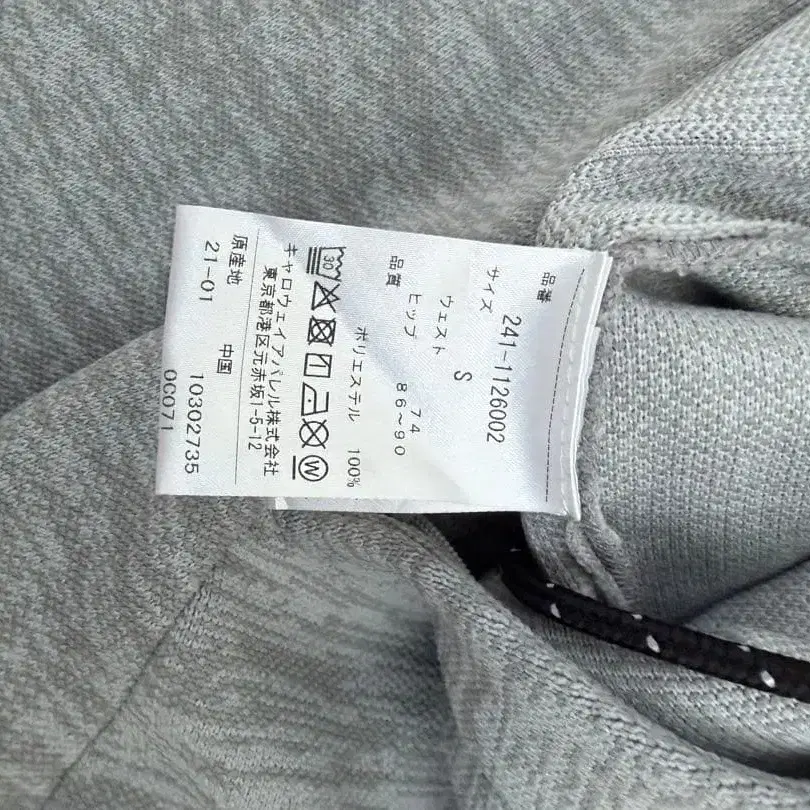 品番 241-1126002
サイズ S
ウェスト 74
ヒップ 86~90
品質 ポリエステル 100%
30
W
キャロウェイアパレル株式会社
東京都港区元赤坂1-5-12
原産地 中国
21-01 10302735
00071